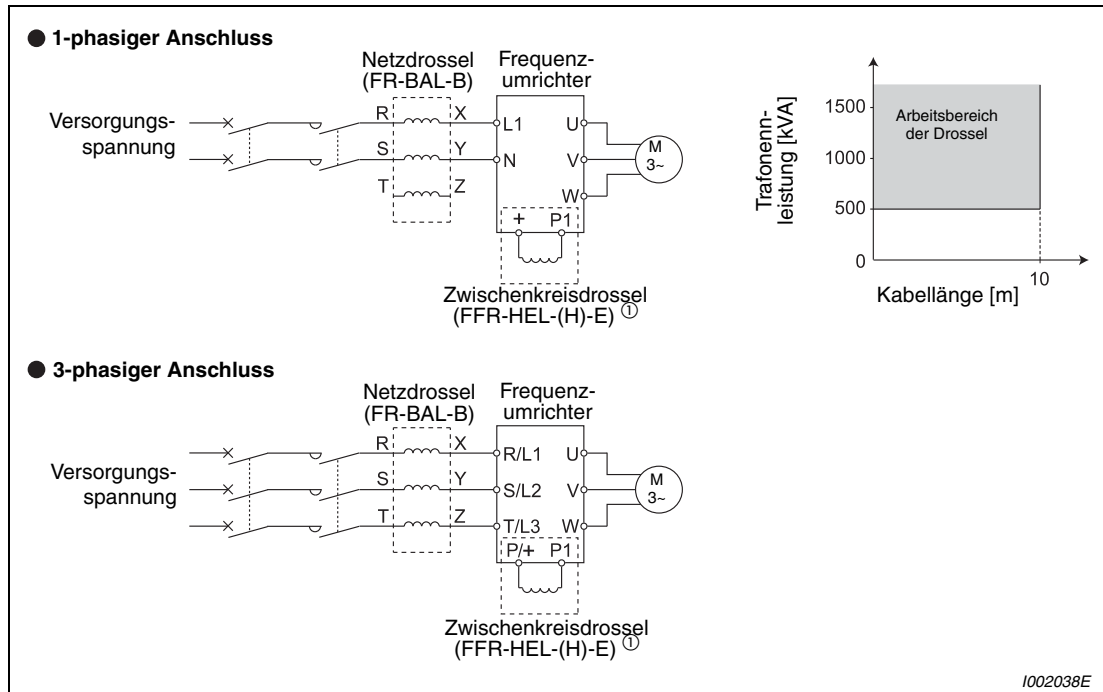 ● 1-phasiger Anschluss
Netzdrossel
(FR-BAL-B)
Frequenz-
umrichter
Versorgungs-
spannung
R X
S Y
T Z
L1 U
N V
W
M
3~
+ P1
Zwischenkreisdrossel
(FFR-HEL-(H)-E) ①
Trafonenn-
leistung [kVA]
1500
1000
500
0
Arbeitsbereich
der Drossel
10
Kabellänge [m]
● 3-phasiger Anschluss
Netzdrossel
(FR-BAL-B)
Frequenz-
umrichter
Versorgungs-
spannung
R X
S Y
T Z
R/L1 U
S/L2 V
T/L3 W
M
3~
P/+ P1
Zwischenkreisdrossel
(FFR-HEL-(H)-E) ①
I002038E